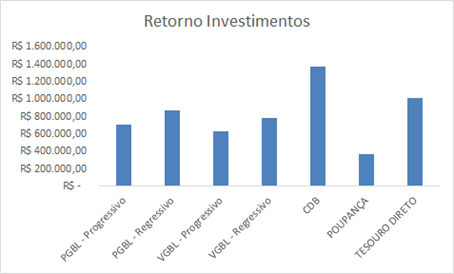 Retorno Investimentos
R$ 1.600.000,00
R$ 1.400.000,00
R$ 1.200.000,00
R$ 1.000.000,00
R$ 800.000,00
R$ 600.000,00
R$ 400.000,00
R$ 200.000,00
R$ -
PGBL - Progressivo
PGBL - Regressivo
VGBL - Progressivo
VGBL - Regressivo
CDB
POUPANÇA
TESOURO DIRETO